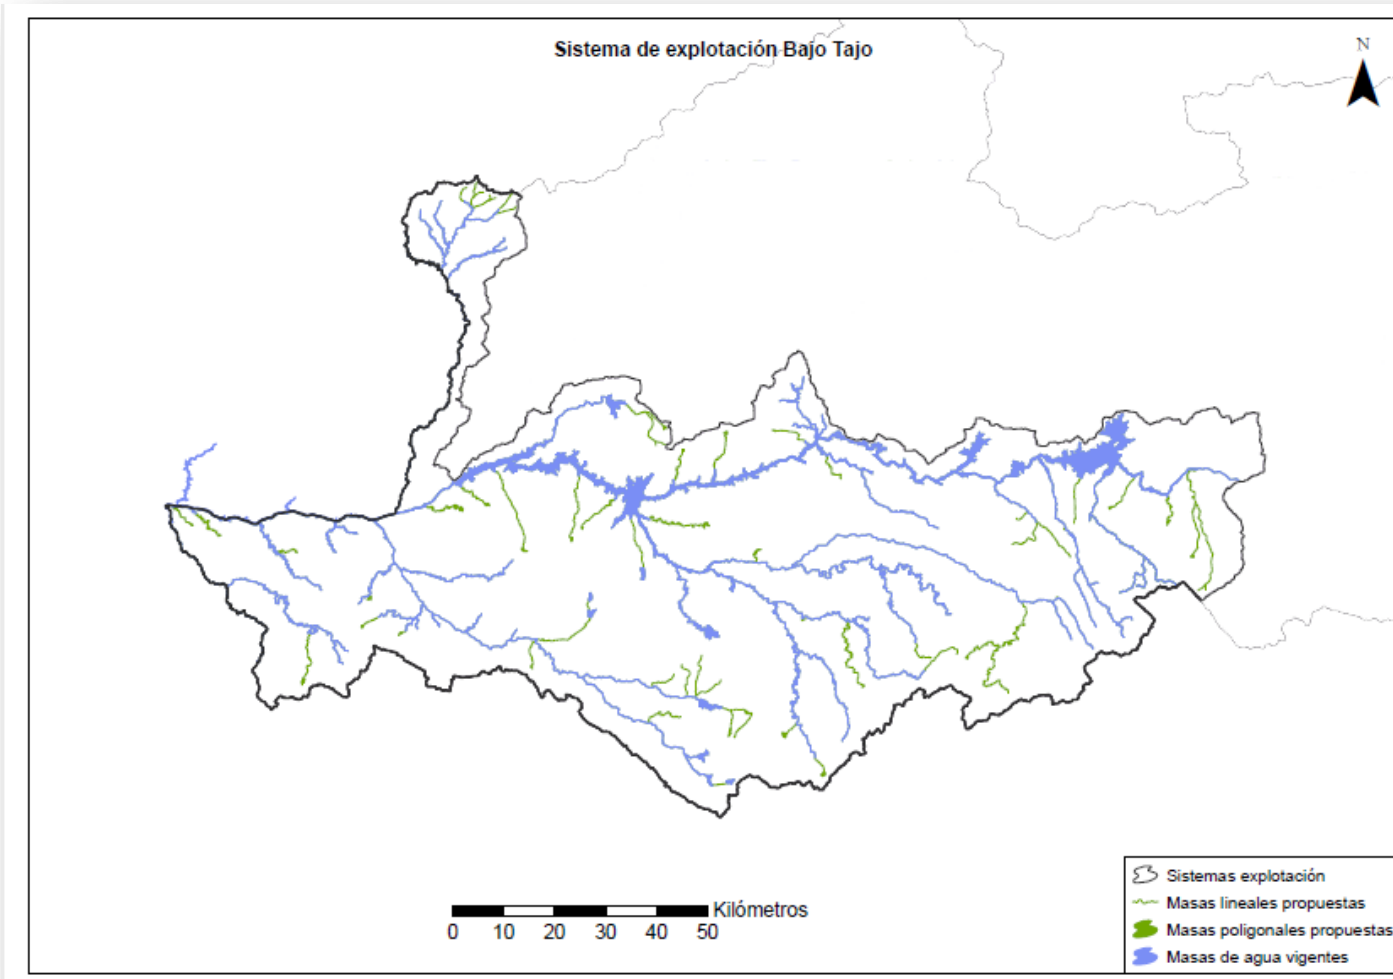 Sistema de explotación Bajo Tajo
N
Kilómetros
0 10 20 30 40 50
Sistemas explotación
Masas lineales propuestas
Masas poligonales propuestas
Masas de agua vigentes